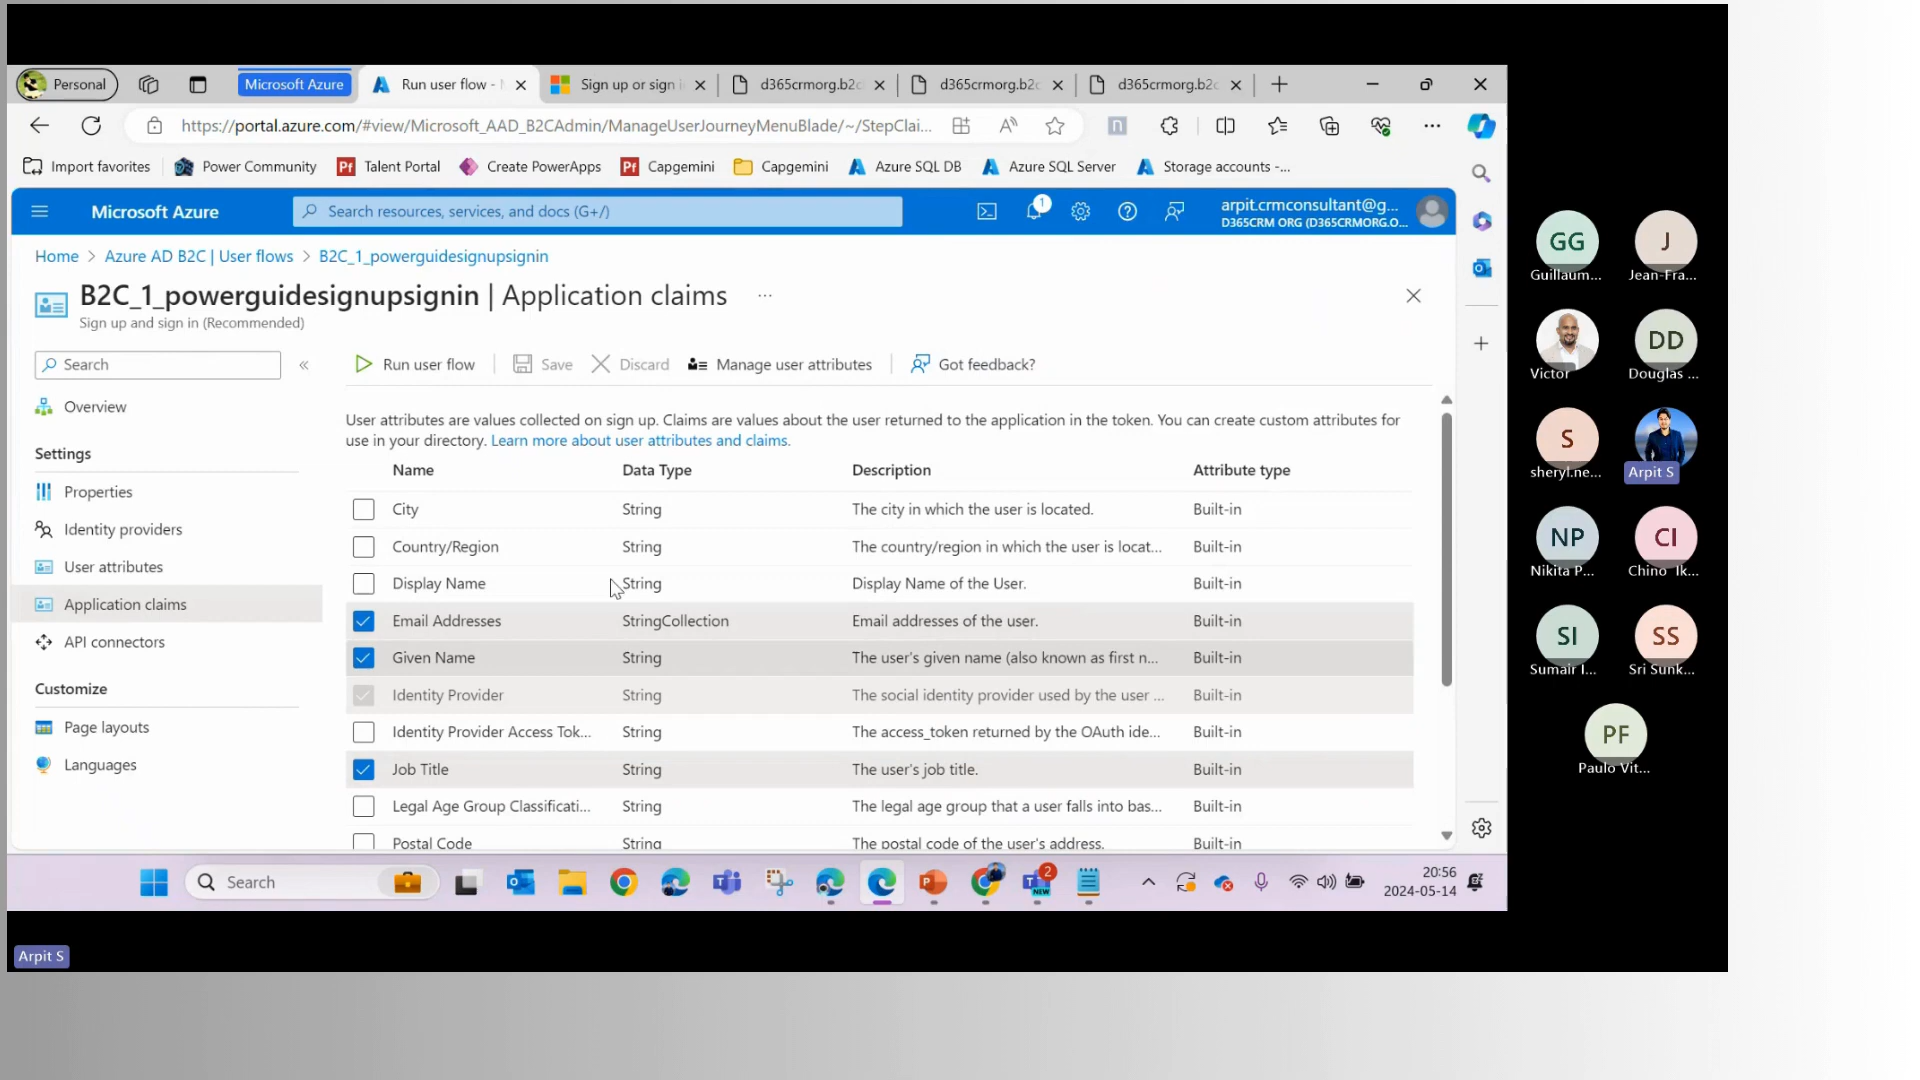 Personal
Microsoft Azure
Run user flow -
Sign up or sign i
d365crmorg.b2c
d365crmorg.b2c
d365crmorg.b2c
https://portal.azure.com/#view/Microsoft_AAD_B2CAdmin/ManageUserJourneyMenuBlade/~/StepClai...
Import favorites
Power Community
Talent Portal
Create PowerApps
Capgemini
Capgemini
Azure SQL DB
Azure SQL Server
Storage accounts -...
Microsoft Azure
Search resources, services, and docs (G+/)
1
arpit.crmconsultant@g...
D365CRM ORG (D365CRMORG.O...
Home > Azure AD B2C | User flows > B2C_1_powerguidesignupsignin
B2C_1_powerguidesignupsignin | Application claims ...
Sign up and sign in (Recommended)
Search
«
Run user flow
Save
Discard
Manage user attributes
Got feedback?
Overview
Settings
Properties
Identity providers
User attributes
Application claims
API connectors
Customize
Page layouts
Languages
User attributes are values collected on sign up. Claims are values about the user returned to the application in the token. You can create custom attributes for
use in your directory. Learn more about user attributes and claims.
Name Data Type Description Attribute type
City String The city in which the user is located. Built-in
Country/Region String The country/region in which the user is locat... Built-in
Display Name String Display Name of the User. Built-in
Email Addresses StringCollection Email addresses of the user. Built-in
Given Name String The user's given name (also known as first n... Built-in
Identity Provider String The social identity provider used by the user ... Built-in
Identity Provider Access Tok... String The access_token returned by the OAuth ide... Built-in
Job Title String The user's job title. Built-in
Legal Age Group Classificati... String The legal age group that a user falls into bas... Built-in
Postal Code String The postal code of the user's address. Built-in
Search
2
NEW
20:56
2024-05-14
Arpit S
GG
Guillaum...
J
Jean-Fra...
Victor
DD
Douglas ...
S
sheryl.ne...
Arpit S
NP
Nikita P...
CI
Chino Ik...
SI
Sumair I...
SS
Sri Sunk...
PF
Paulo Vit...